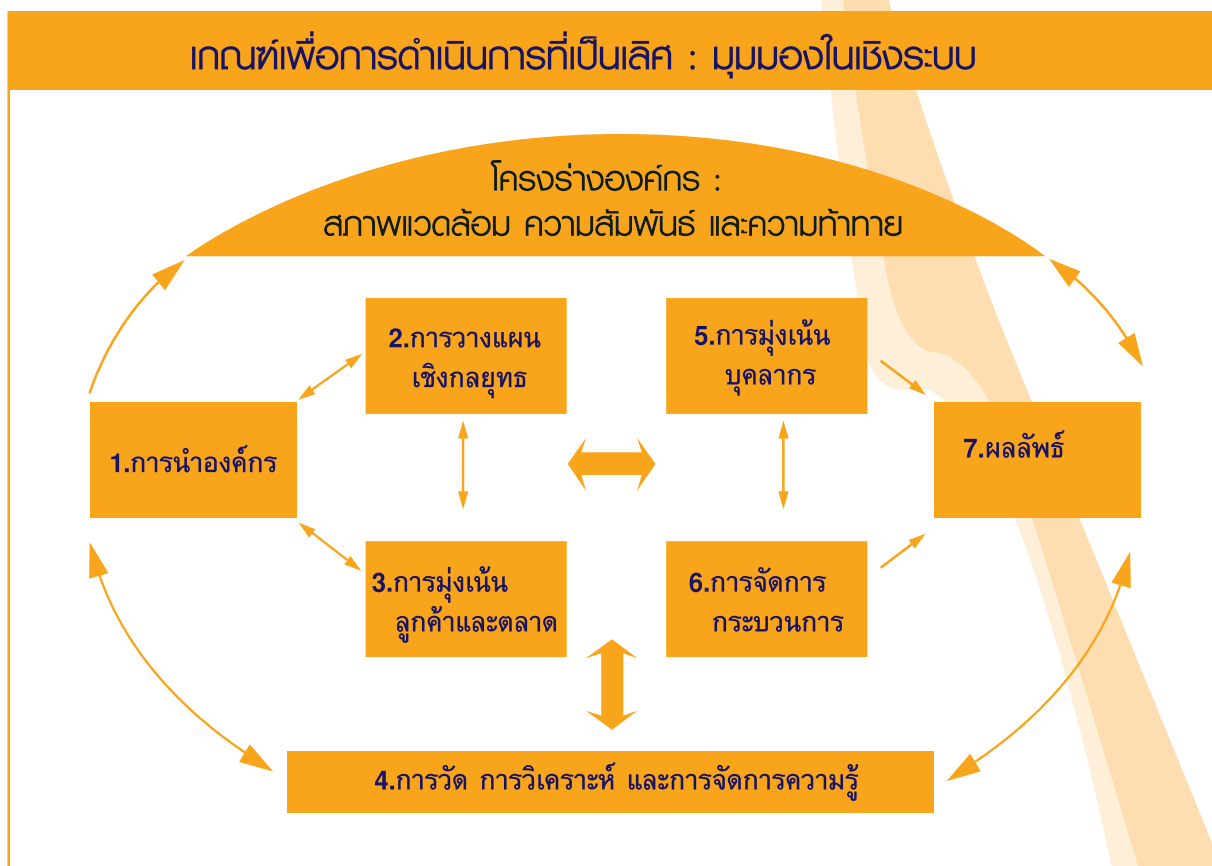 เกณฑ์เพื่อการดำเนินการที่เป็นเลิศ : มุมมองในเชิงระบบ
โครงร่างองค์กร :
สภาพแวดล้อม ความสัมพันธ์ และความท้าทาย
2.การวางแผน
เชิงกลยุทธ
5.การมุ่งเน้น
บุคลากร
1.การนำองค์กร
7.ผลลัพธ์
3.การมุ่งเน้น
ลูกค้าและตลาด
6.การจัดการ
กระบวนการ
4.การวัด การวิเคราะห์ และการจัดการความรู้